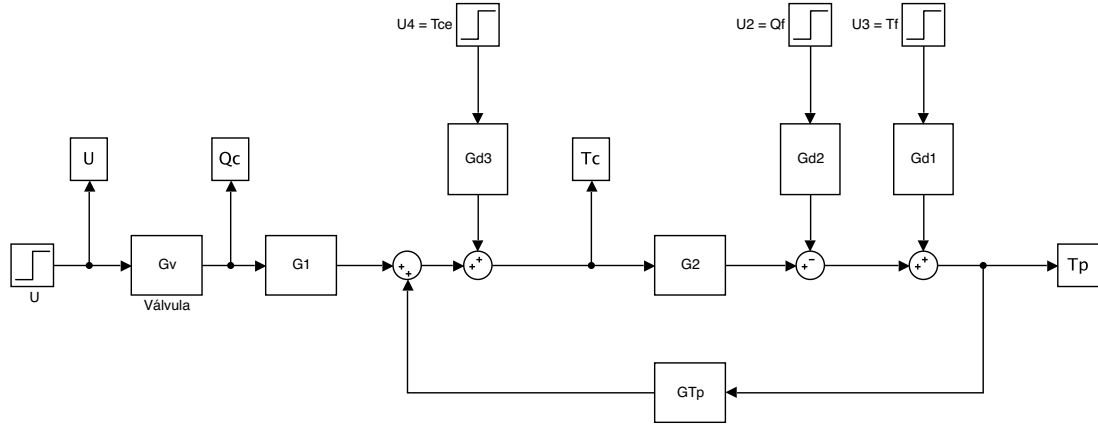 U4 = Tce
U2 = Qf
U3 = Tf
U
Qc
Gd3
Tc
Gd2
Gd1
U
Gv
Válvula
G1
+
+
+
+
G2
+
−
+
+
Tp
GTp